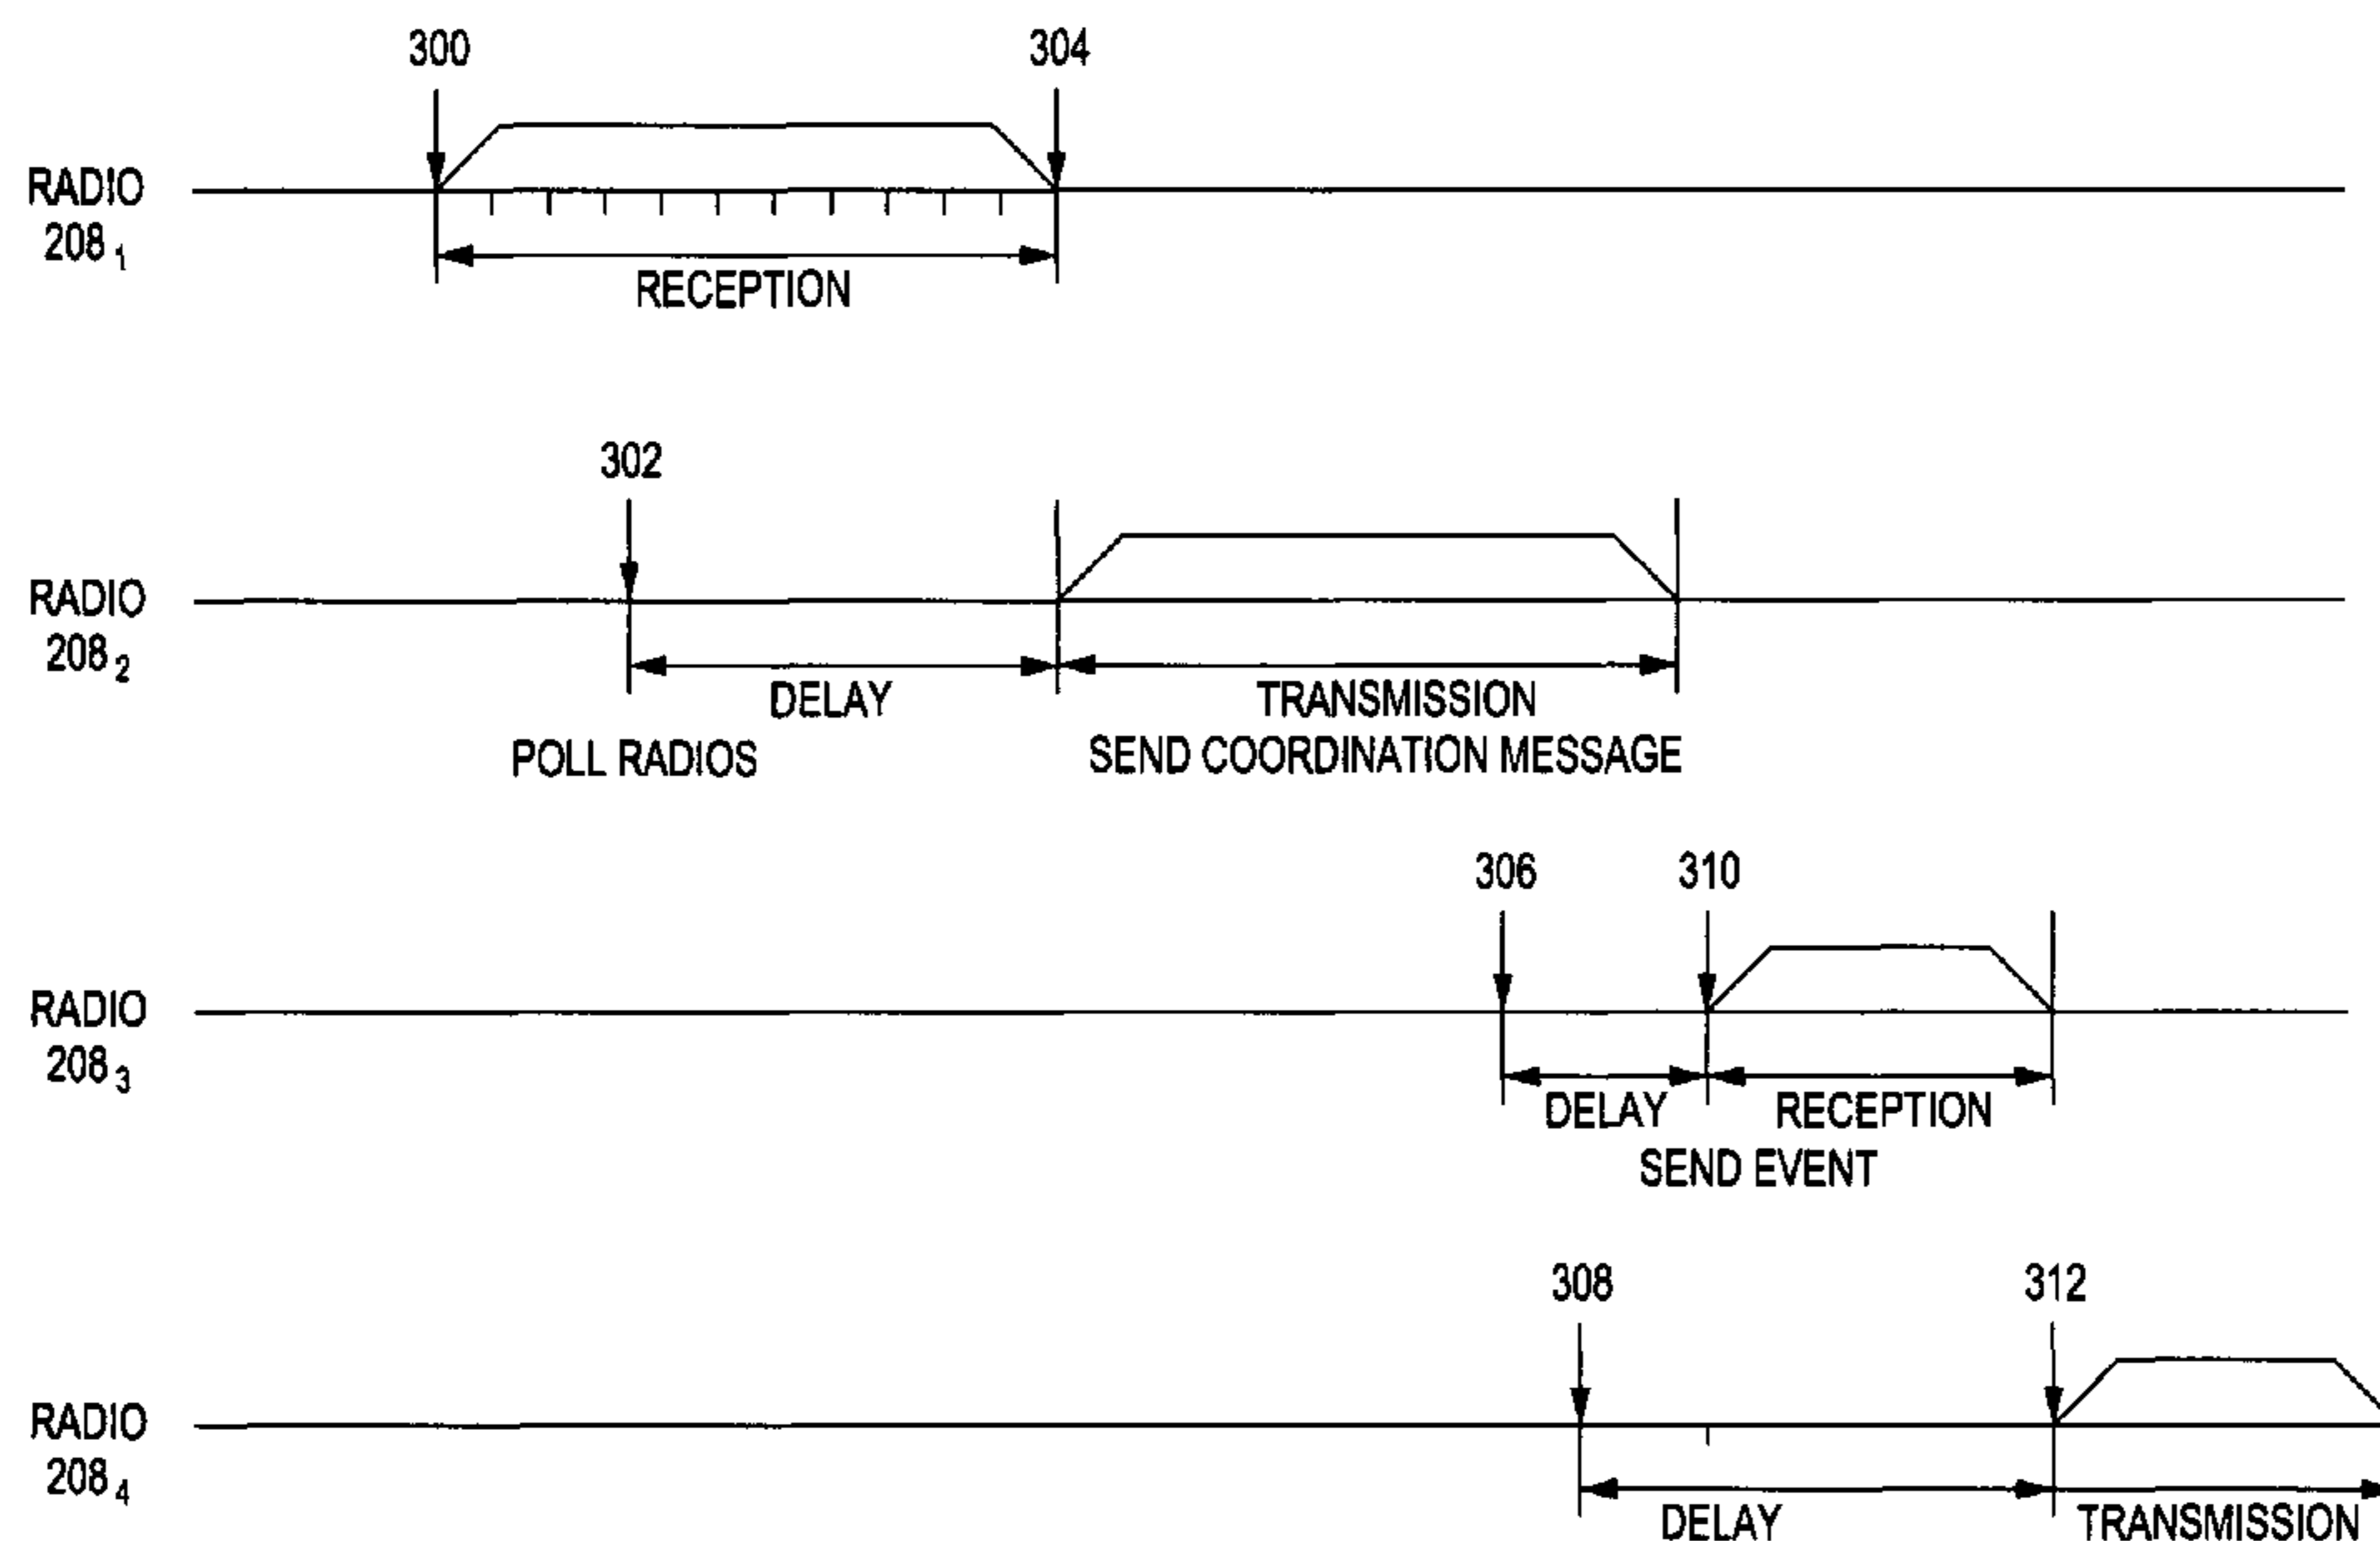 300
304
RADIO
208 1
RECEPTION
302
RADIO
208 2
DELAY
TRANSMISSION
POLL RADIOS
SEND COORDINATION MESSAGE
306
310
RADIO
208 3
DELAY
RECEPTION
SEND EVENT
308
312
RADIO
208 4
DELAY
TRANSMISSION